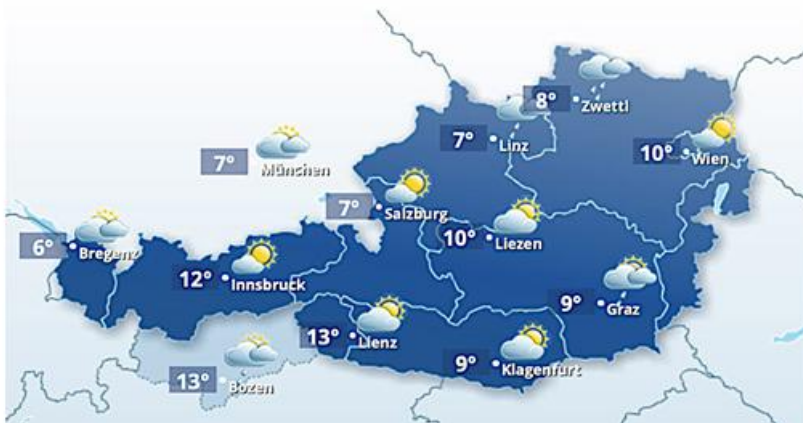 8°
Zwettl
7°
Linz
10°
Wien
7°
München
7°
Salzburg
6°
Bregenz
10°
Liezen
12°
Innsbruck
9°
Graz
13°
Lienz
9°
Klagenfurt
13°
Bozen